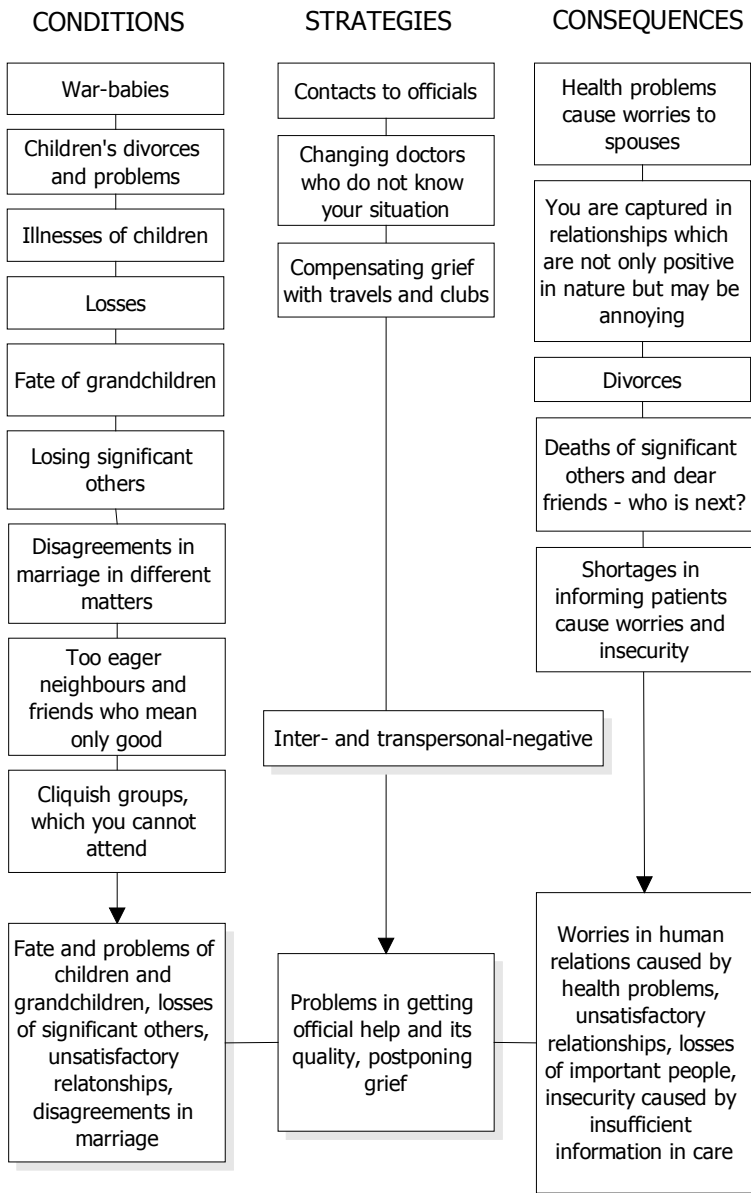 CONDITIONS
War-babies
Children's divorces
and problems
Illnesses of children
Losses
Fate of grandchildren
Losing significant
others
Disagreements in
marriage in different
matters
Too eager
neighbours and
friends who mean
only good
Cliquish groups,
which you cannot
attend
Fate and problems of
children and
grandchildren, losses
of significant others,
unsatisfactory
relatonships,
disagreements in
marriage
STRATEGIES
Contacts to officials
Changing doctors
who do not know
your situation
Compensating grief
with travels and clubs
Inter- and transpersonal-negative
Problems in getting
official help and its
quality, postponing
grief
CONSEQUENCES
Health problems
cause worries to
spouses
You are captured in
relationships which
are not only positive
in nature but may be
annoying
Divorces
Deaths of significant
others and dear
friends - who is next?
Shortages in
informing patients
cause worries and
insecurity
Worries in human
relations caused by
health problems,
unsatisfactory
relationships, losses
of important people,
insecurity caused by
insufficient
information in care